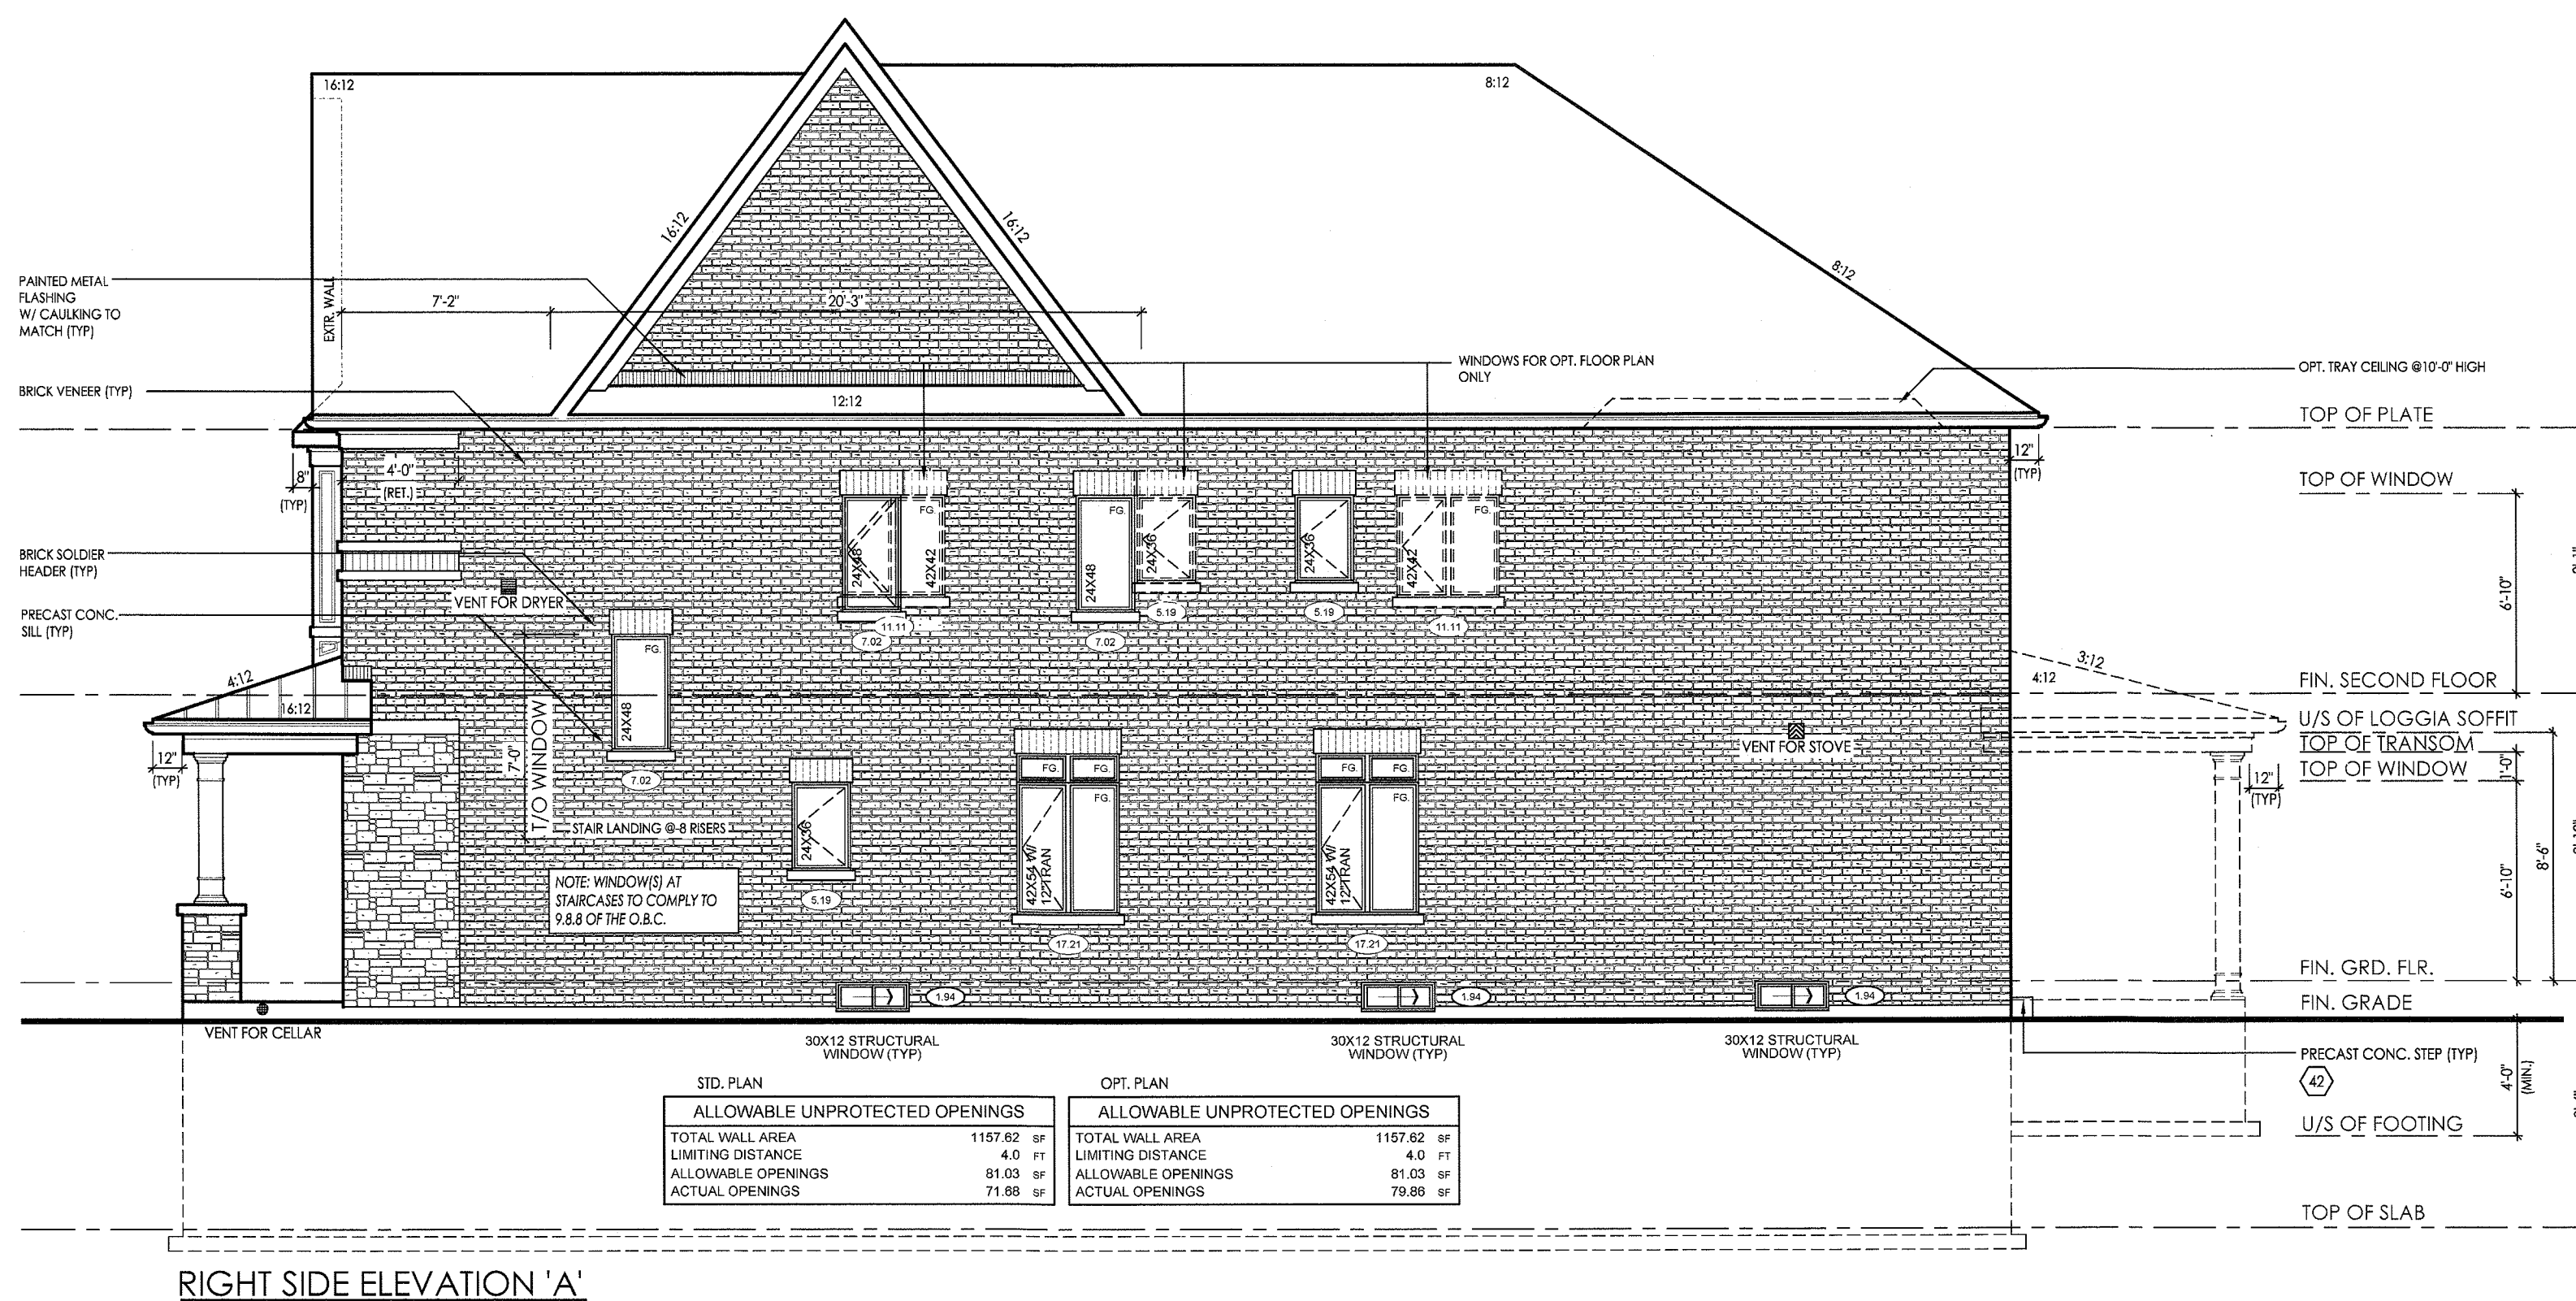 16:12
8:12
16:12
16:12
8:12
PAINTED METAL
FLASHING
W/ CAULKING TO
MATCH (TYP)
EXTR. WALL
7'-2"
20'-3"
WINDOWS FOR OPT. FLOOR PLAN
ONLY
OPT. TRAY CEILING @10'-0" HIGH
BRICK VENEER (TYP)
12:12
TOP OF PLATE
8"
(TYP)
4'-0"
(RET.)
12"
(TYP)
TOP OF WINDOW
FG.
FG.
FG.
24X48
42X42
24X48
24X36
24X36
42X42
BRICK SOLDIER
HEADER (TYP)
6'-10"
VENT FOR DRYER
PRECAST CONC.
SILL (TYP)
7.02
11.11
7.02
5.19
5.19
11.11
FG.
24X48
7.02
4:12
16:12
3:12
4:12
FIN. SECOND FLOOR
U/S OF LOGGIA SOFFIT
TOP OF TRANSOM
TOP OF WINDOW
1'-0"
12"
(TYP)
12"
(TYP)
7'-0"
T/O WINDOW
VENT FOR STOVE
FG.
FG.
FG.
FG.
FG.
FG.
STAIR LANDING @-8 RISERS
24X36
42X54 W/
12"TRAN
42X54 W/
12"TRAN
NOTE: WINDOW(S) AT
STAIRCASES TO COMPLY TO
9.8.8 OF THE O.B.C.
5.19
17.21
17.21
6'-10"
8'-6"
FIN. GRD. FLR.
1.94
1.94
1.94
FIN. GRADE
VENT FOR CELLAR
30X12 STRUCTURAL
WINDOW (TYP)
30X12 STRUCTURAL
WINDOW (TYP)
30X12 STRUCTURAL
WINDOW (TYP)
PRECAST CONC. STEP (TYP)
42
4'-0"
(MIN.)
U/S OF FOOTING
STD. PLAN
ALLOWABLE UNPROTECTED OPENINGS
TOTAL WALL AREA 1157.62 SF
LIMITING DISTANCE 4.0 FT
ALLOWABLE OPENINGS 81.03 SF
ACTUAL OPENINGS 71.68 SF
OPT. PLAN
ALLOWABLE UNPROTECTED OPENINGS
TOTAL WALL AREA 1157.62 SF
LIMITING DISTANCE 4.0 FT
ALLOWABLE OPENINGS 81.03 SF
ACTUAL OPENINGS 79.86 SF
TOP OF SLAB
RIGHT SIDE ELEVATION 'A'